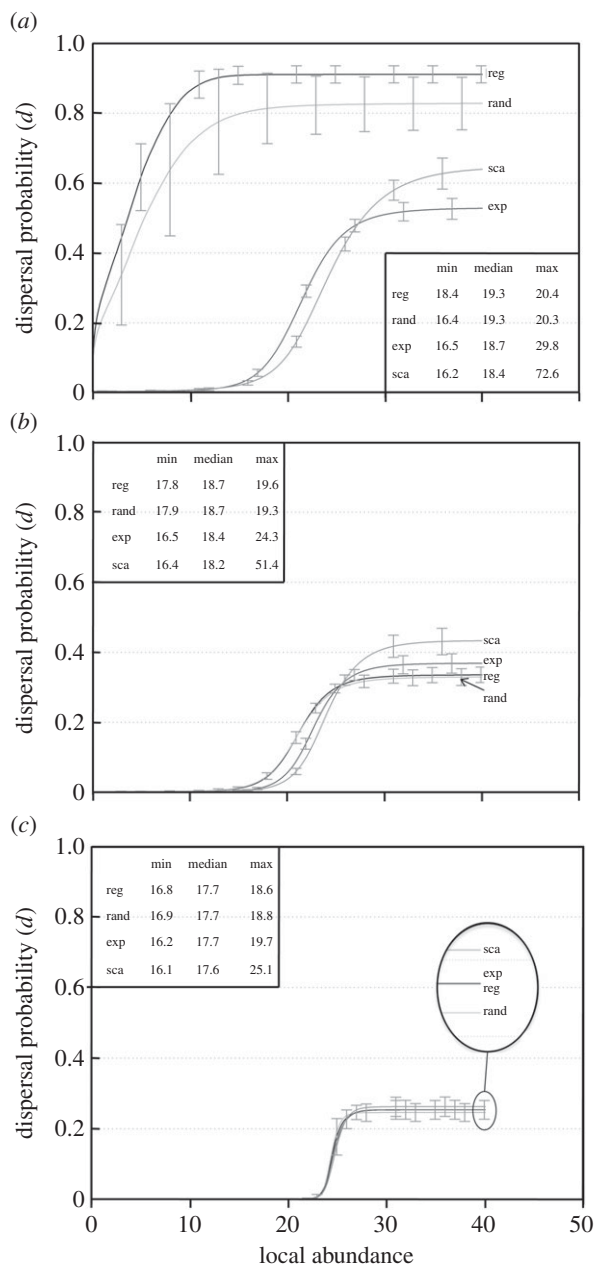 (a)
1.0
0.8
0.6
0.4
0.2
0
dispersal probability (d)
reg
rand
sca
exp
min median max
reg 18.4 19.3 20.4
rand 16.4 19.3 20.3
exp 16.5 18.7 29.8
sca 16.2 18.4 72.6
(b)
1.0
0.8
0.6
0.4
0.2
0
dispersal probability (d)
min median max
reg 17.8 18.7 19.6
rand 17.9 18.7 19.3
exp 16.5 18.4 24.3
sca 16.4 18.2 51.4
sca
exp
reg
rand
(c)
1.0
0.8
0.6
0.4
0.2
0
dispersal probability (d)
min median max
reg 16.8 17.7 18.6
rand 16.9 17.7 18.8
exp 16.2 17.7 19.7
sca 16.1 17.6 25.1
sca
exp
reg
rand
0 10 20 30 40 50
local abundance